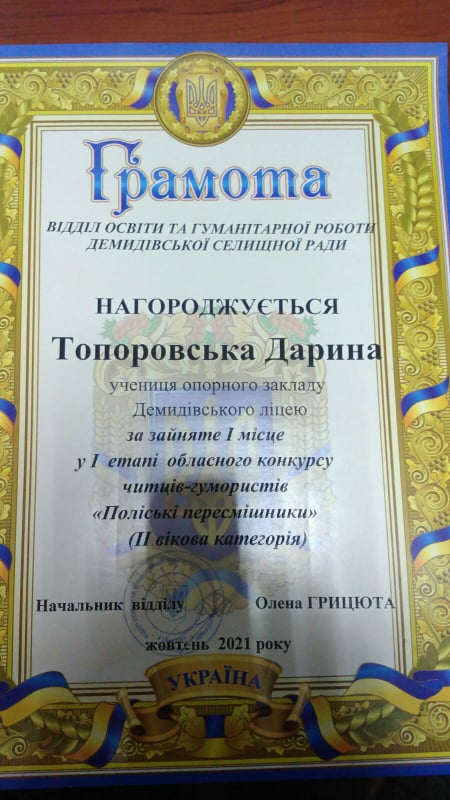 Грамота
ВІДДІЛ ОСВІТИ ТА ГУМАНІТАРНОЇ РОБОТИ
ДЕМИДІВСЬКОЇ СЕЛИЩНОЇ РАДИ
НАГОРОДЖУЄТЬСЯ
Топоровська Дарина
учениця опорного закладу
Демидівського ліцею
за зайняте І місце
у І етапі обласного конкурсу
читців-гумористів
«Поліські пересмішники»
(ІІ вікова категорія)
Начальник відділу Олена ГРИЦЮТА
жовтень 2021 року
УКРАЇНА